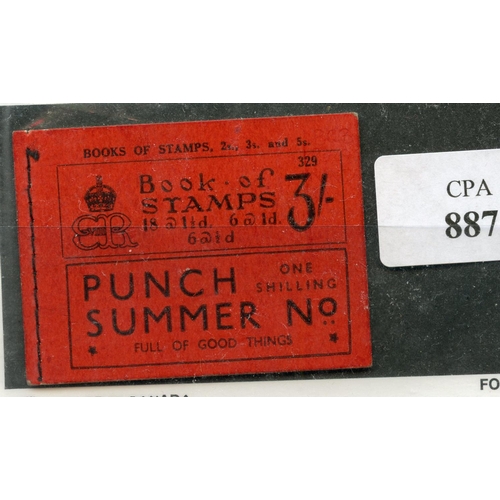 BOOKS OF STAMPS, 2s., 3s. and 5s.
329
Book of
STAMPS 3/-
18@1½d. 6@1d.
6@½d
PUNCH ONE
SHILLING
SUMMER Nº
FULL OF GOOD THINGS
CPA
887
FO